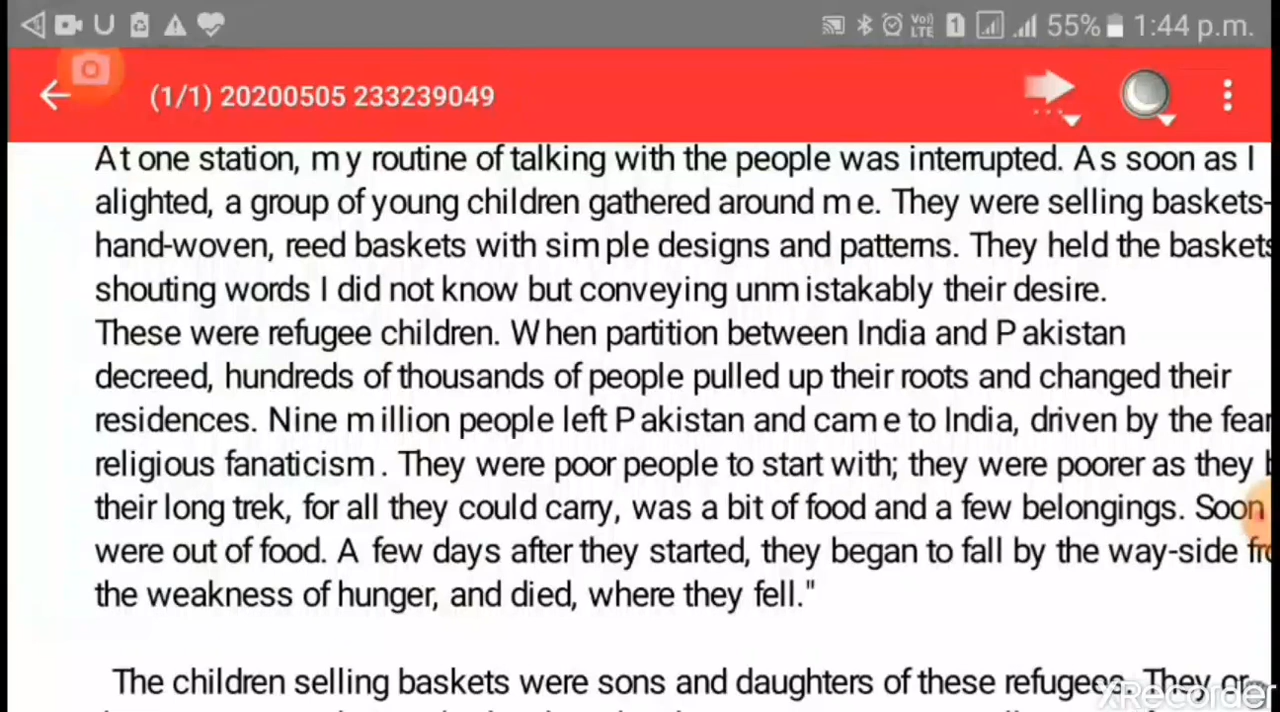 Vol) LTE 1 55% 1:44 p.m.
(1/1) 20200505 233239049
At one station, my routine of talking with the people was interrupted. As soon as I
alighted, a group of young children gathered around me. They were selling baskets-
hand-woven, reed baskets with simple designs and patterns. They held the baskets
shouting words I did not know but conveying unmistakably their desire.
These were refugee children. When partition between India and Pakistan
decreed, hundreds of thousands of people pulled up their roots and changed their
residences. Nine million people left Pakistan and came to India, driven by the fear
religious fanaticism. They were poor people to start with; they were poorer as they
their long trek, for all they could carry, was a bit of food and a few belongings. Soon
were out of food. A few days after they started, they began to fall by the way-side
the weakness of hunger, and died, where they fell."
The children selling baskets were sons and daughters of these refugees. They
XRecorder